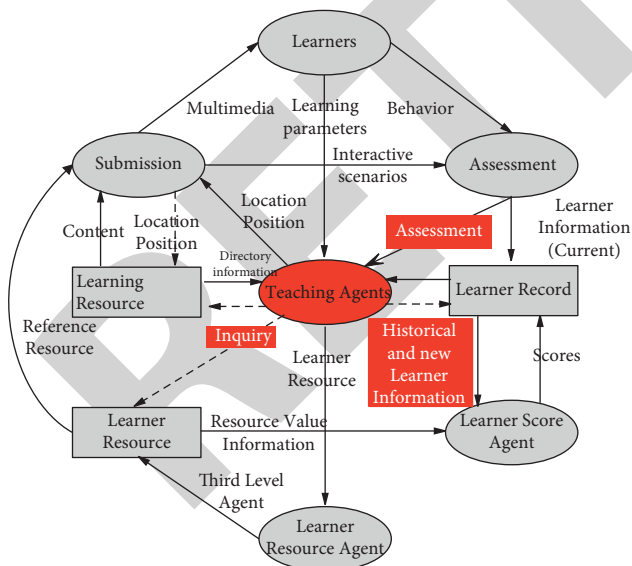 Learners
Multimedia
Learning
parameters
Behavior
Submission
Interactive
scenarios
Assessment
Content
Location
Position
Location
Position
Assessment
Learner
Information
(Current)
Directory
information
Learning
Resource
Teaching Agents
Learner Record
Reference
Resource
Inquiry
Learner
Resource
Historical
and new
Learner
Information
Scores
Learner
Resource
Resource Value
Information
Learner Score
Agent
Third Level
Agent
Learner
Resource Agent